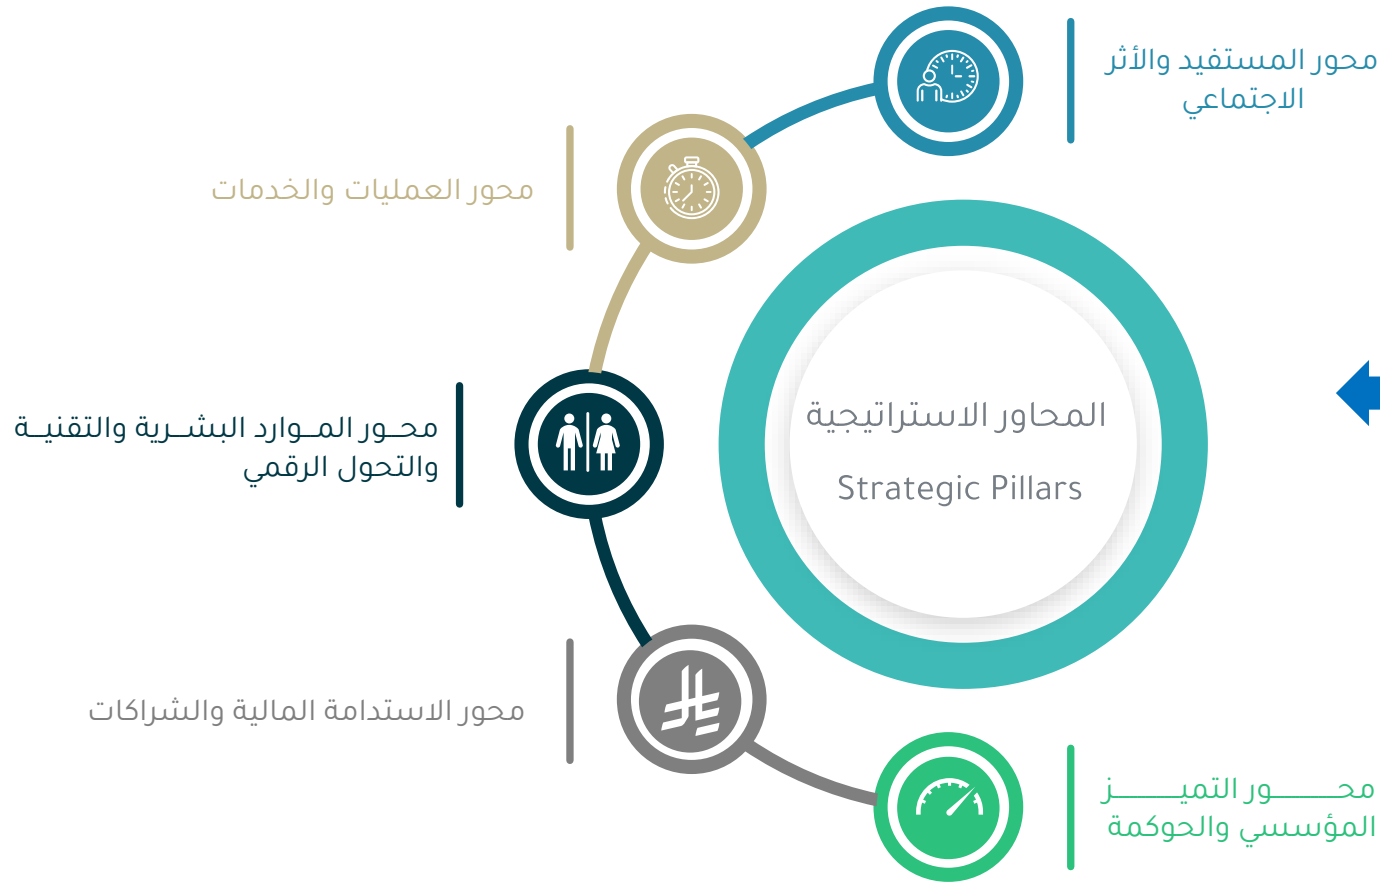 محور المستفيد والأثر
الاجتماعي
محور العمليات والخدمات
المحاور الاستراتيجية
Strategic Pillars
محـور المـوارد البشـرية والتقنيـة
والتحول الرقمي
محور الاستدامة المالية والشراكات
محــــور التميــــز
المؤسسي والحوكمة